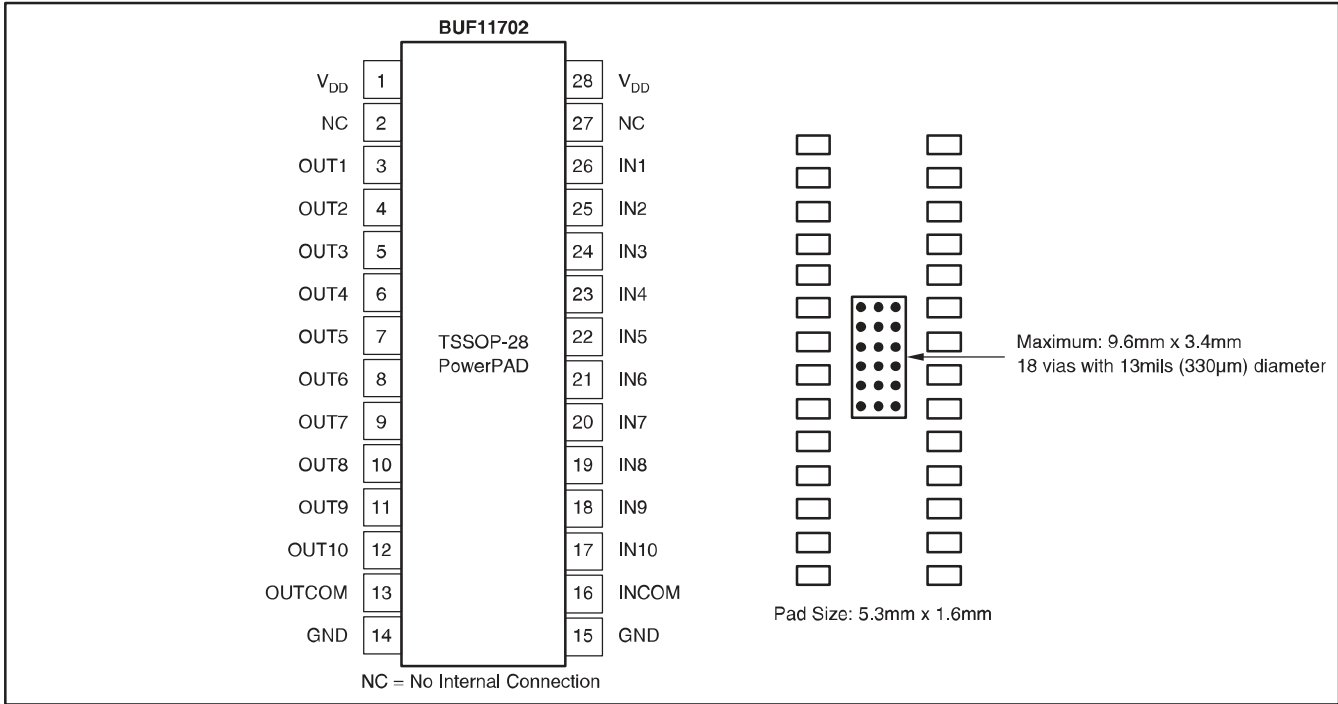 BUF11702
V_DD 1 28 V_DD
NC 2 27 NC
OUT1 3 26 IN1
OUT2 4 25 IN2
OUT3 5 24 IN3
OUT4 6 23 IN4
OUT5 7 22 IN5
OUT6 8 21 IN6
OUT7 9 20 IN7
OUT8 10 19 IN8
OUT9 11 18 IN9
OUT10 12 17 IN10
OUTCOM 13 16 INCOM
GND 14 15 GND
TSSOP-28
PowerPAD
NC = No Internal Connection
Maximum: 9.6mm x 3.4mm
18 vias with 13mils (330μm) diameter
Pad Size: 5.3mm x 1.6mm